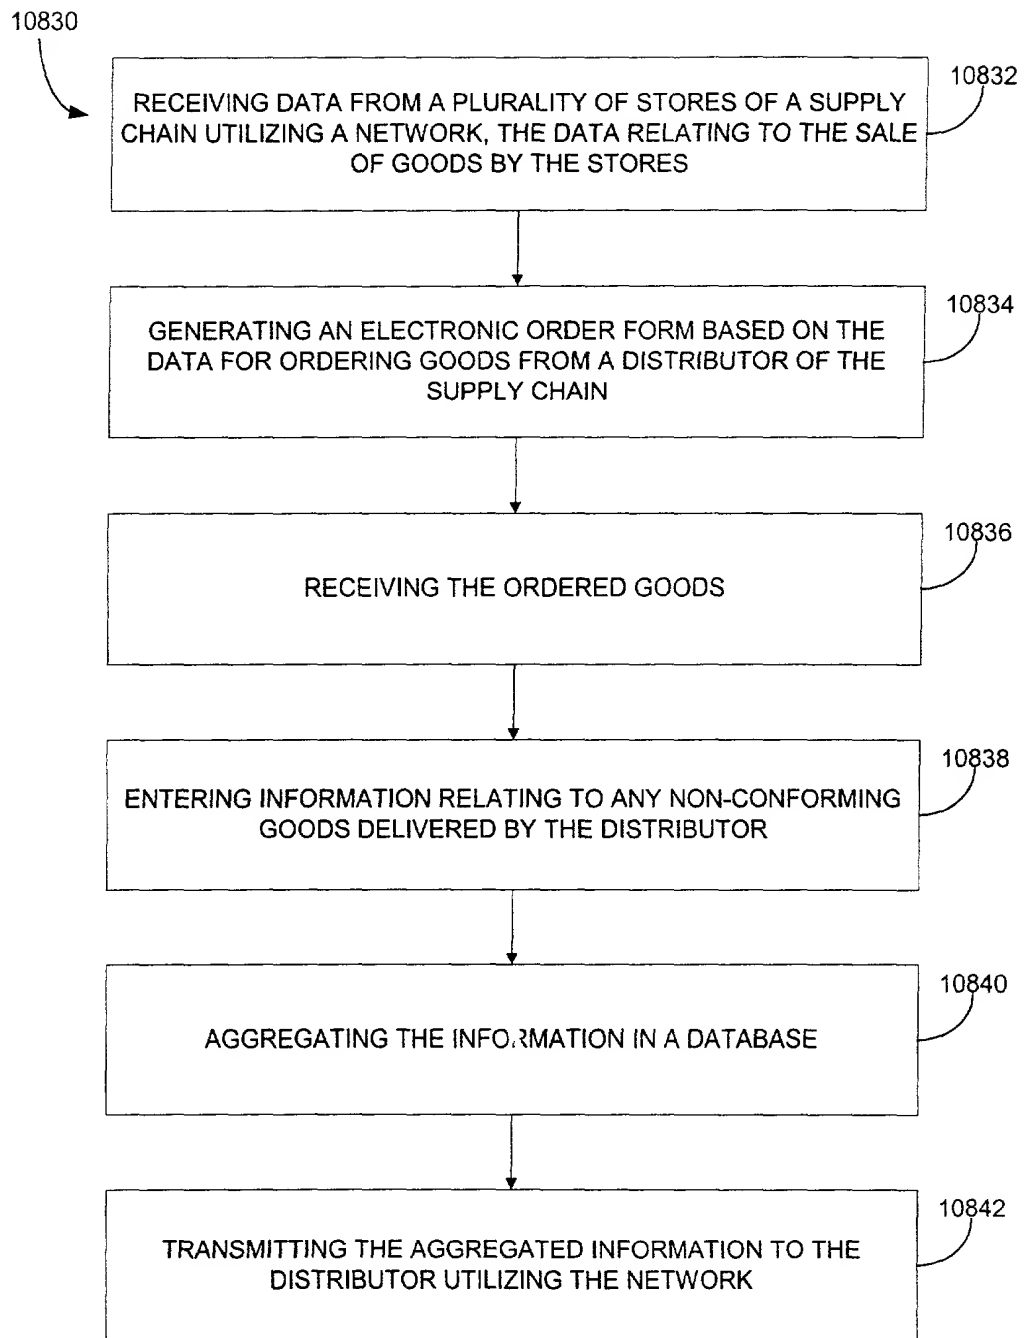 10830
10832
RECEIVING DATA FROM A PLURALITY OF STORES OF A SUPPLY
CHAIN UTILIZING A NETWORK, THE DATA RELATING TO THE SALE
OF GOODS BY THE STORES
10834
GENERATING AN ELECTRONIC ORDER FORM BASED ON THE
DATA FOR ORDERING GOODS FROM A DISTRIBUTOR OF THE
SUPPLY CHAIN
10836
RECEIVING THE ORDERED GOODS
10838
ENTERING INFORMATION RELATING TO ANY NON-CONFORMING
GOODS DELIVERED BY THE DISTRIBUTOR
10840
AGGREGATING THE INFORMATION IN A DATABASE
10842
TRANSMITTING THE AGGREGATED INFORMATION TO THE
DISTRIBUTOR UTILIZING THE NETWORK